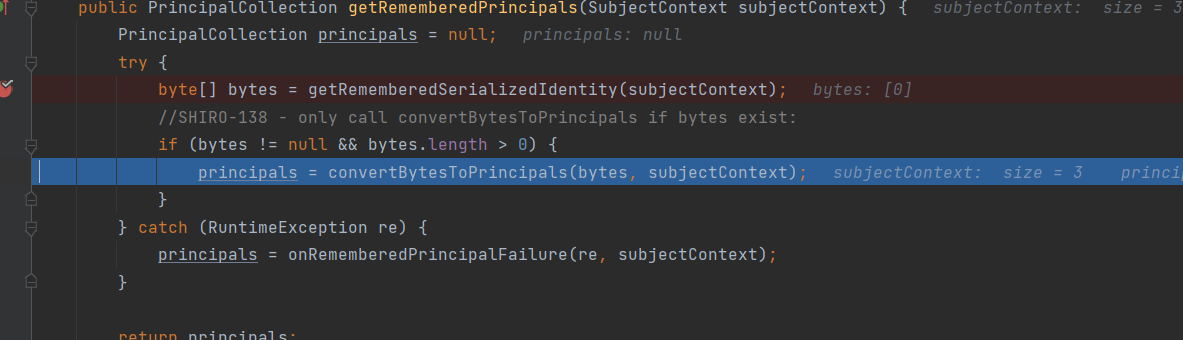 public PrincipalCollection getRememberedPrincipals(SubjectContext subjectContext) {   subjectContext:  size = 3
PrincipalCollection principals = null;   principals: null
try {
byte[] bytes = getRememberedSerializedIdentity(subjectContext);   bytes: [0]
//SHIRO-138 - only call convertBytesToPrincipals if bytes exist:
if (bytes != null && bytes.length > 0) {
principals = convertBytesToPrincipals(bytes, subjectContext);   subjectContext:  size = 3    princi
}
} catch (RuntimeException re) {
principals = onRememberedPrincipalFailure(re, subjectContext);
}
return principals;